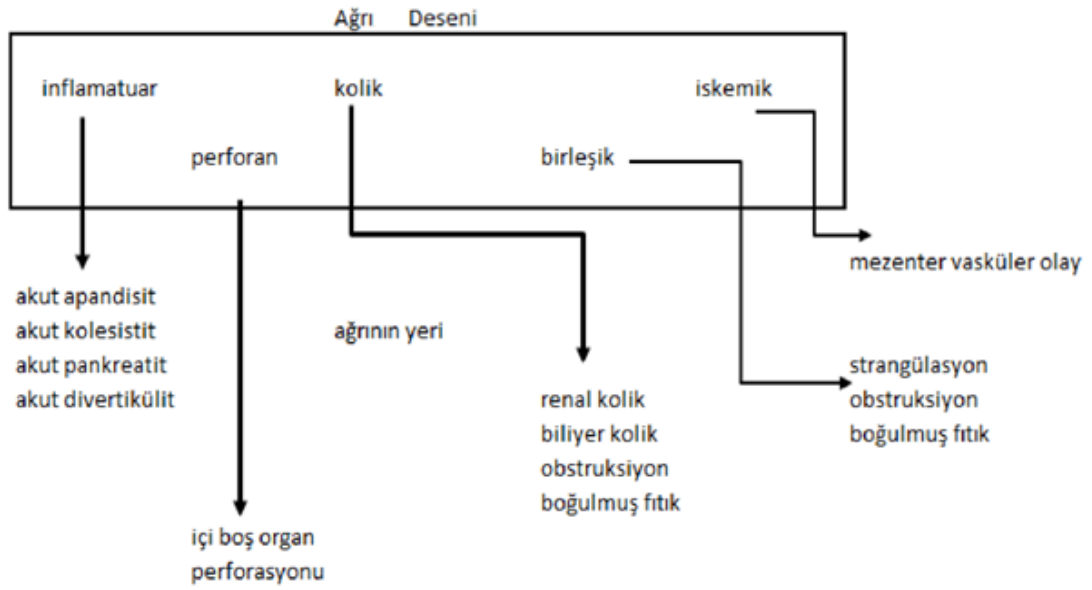 Ağrı Deseni
inflamatuar
kolik
iskemik
perforan
birleşik
mezenter vasküler olay
akut apandisit
akut kolesistit
akut pankreatit
akut divertikülit
ağrının yeri
strangülasyon
obstruksiyon
boğulmuş fıtık
renal kolik
biliyer kolik
obstruksiyon
boğulmuş fıtık
içi boş organ
perforasyonu